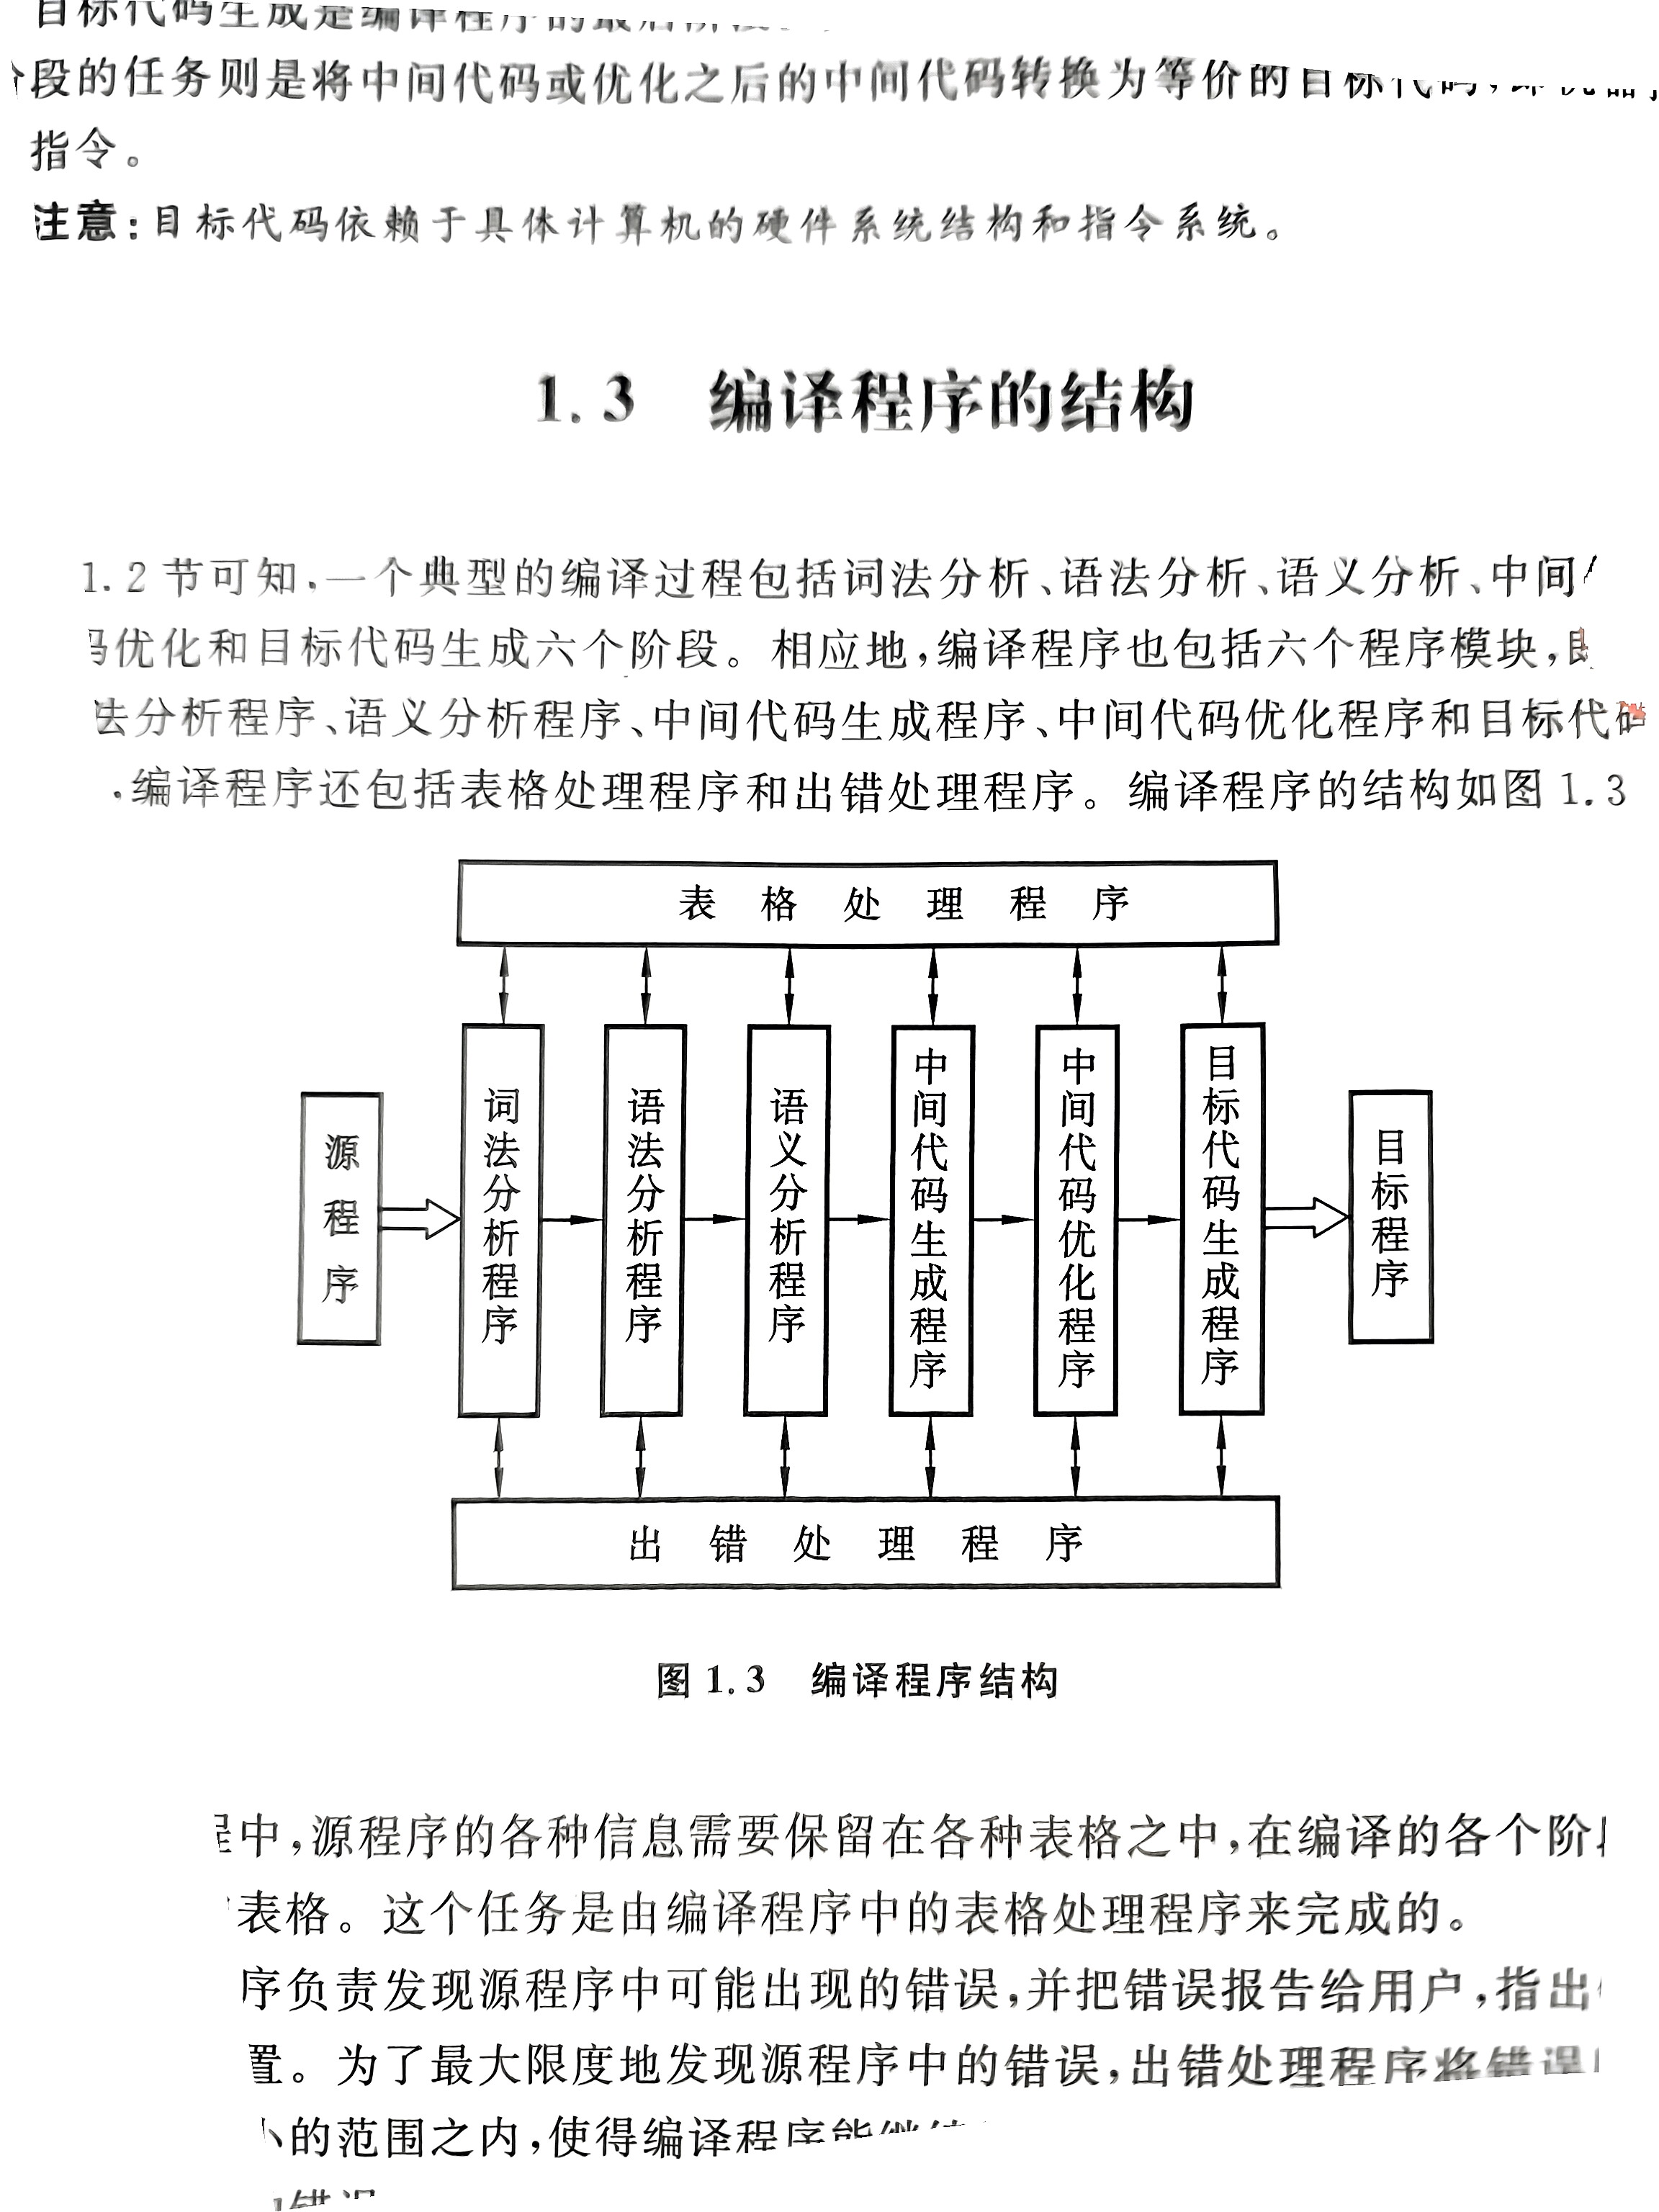 目标代码生成是编译程序的最后阶段
段的任务则是将中间代码或优化之后的中间代码转换为等价的目标代码,即机器
指令。
注意:目标代码依赖于具体计算机的硬件系统结构和指令系统。
1.3 编译程序的结构
1.2节可知,一个典型的编译过程包括词法分析、语法分析、语义分析、中间
优化和目标代码生成六个阶段。相应地,编译程序也包括六个程序模块,
法分析程序、语义分析程序、中间代码生成程序、中间代码优化程序和目标代码
编译程序还包括表格处理程序和出错处理程序。编译程序的结构如图1.3
表格处理程序
源程序
词法分析程序
语法分析程序
语义分析程序
中间代码生成程序
中间代码优化程序
目标代码生成程序
目标程序
出错处理程序
图1.3 编译程序结构
中,源程序的各种信息需要保留在各种表格之中,在编译的各个阶
表格。这个任务是由编译程序中的表格处理程序来完成的。
序负责发现源程序中可能出现的错误,并把错误报告给用户,指出
置。为了最大限度地发现源程序中的错误,出错处理程序将错误
的范围之内,使得编译程序能继续
错误